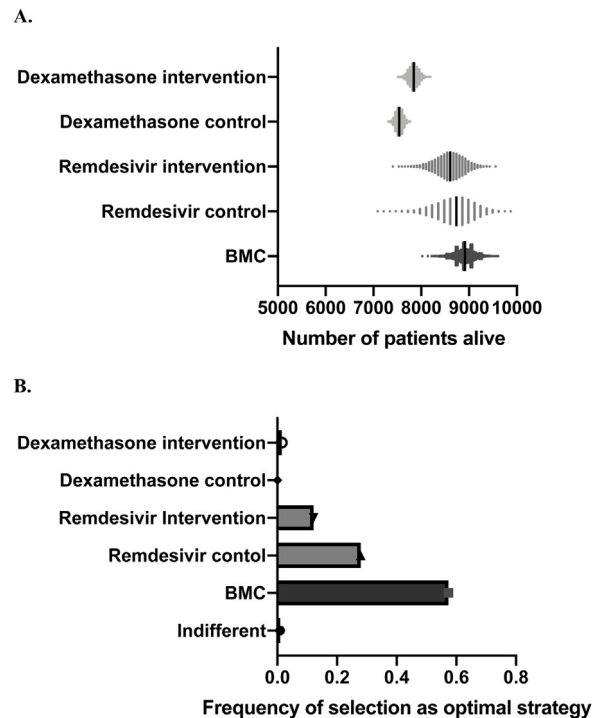 A.
Dexamethasone intervention
Dexamethasone control
Remdesivir intervention
Remdesivir control
BMC
5000 6000 7000 8000 9000 10000
Number of patients alive
B.
Dexamethasone intervention
Dexamethasone control
Remdesivir Intervention
Remdesivir contol
BMC
Indifferent
0.0 0.2 0.4 0.6 0.8
Frequency of selection as optimal strategy